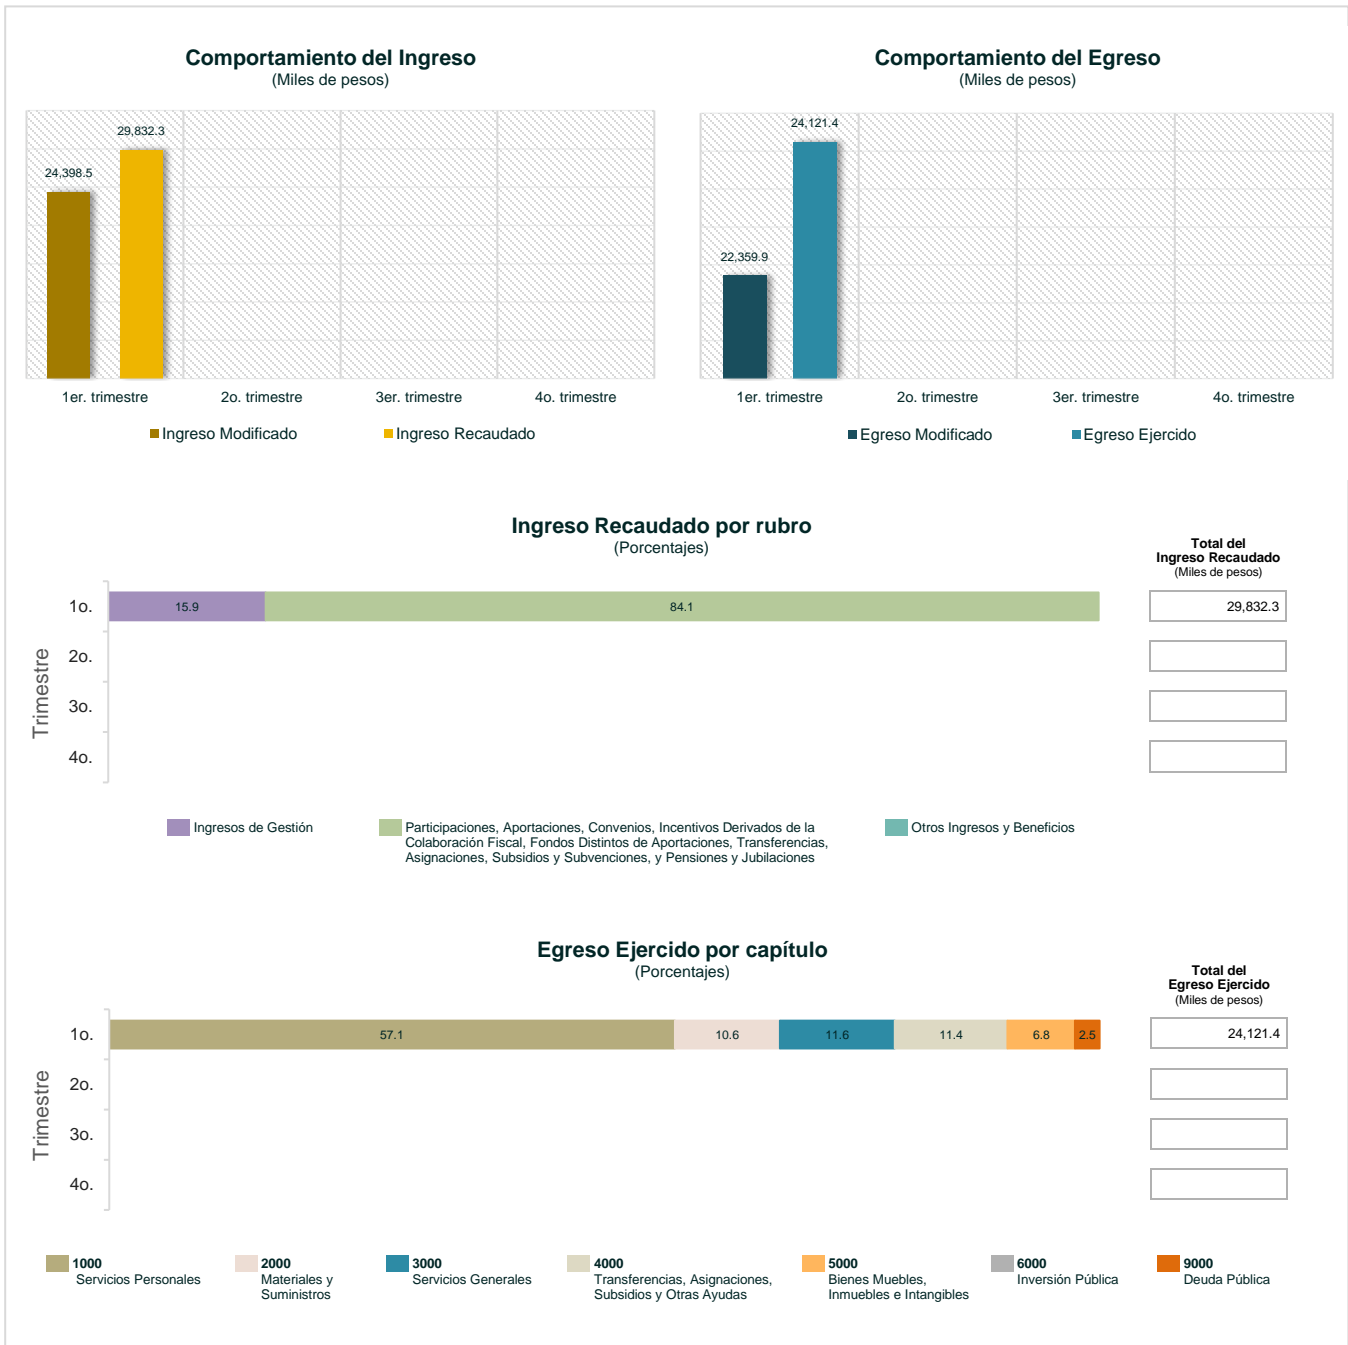 Comportamiento del Ingreso
(Miles de pesos)
29,832.3
24,398.5
1er. trimestre
2o. trimestre
3er. trimestre
4o. trimestre
Ingreso Modificado
Ingreso Recaudado
Comportamiento del Egreso
(Miles de pesos)
24,121.4
22,359.9
1er. trimestre
2o. trimestre
3er. trimestre
4o. trimestre
Egreso Modificado
Egreso Ejercido
Ingreso Recaudado por rubro
(Porcentajes)
Total del
Ingreso Recaudado
(Miles de pesos)
Trimestre
1o.
15.9
84.1
29,832.3
2o.
3o.
4o.
Ingresos de Gestión
Participaciones, Aportaciones, Convenios, Incentivos Derivados de la
Colaboración Fiscal, Fondos Distintos de Aportaciones, Transferencias,
Asignaciones, Subsidios y Subvenciones, y Pensiones y Jubilaciones
Otros Ingresos y Beneficios
Egreso Ejercido por capítulo
(Porcentajes)
Total del
Egreso Ejercido
(Miles de pesos)
Trimestre
1o.
57.1
10.6
11.6
11.4
6.8
2.5
24,121.4
2o.
3o.
4o.
1000
Servicios Personales
2000
Materiales y
Suministros
3000
Servicios Generales
4000
Transferencias, Asignaciones,
Subsidios y Otras Ayudas
5000
Bienes Muebles,
Inmuebles e Intangibles
6000
Inversión Pública
9000
Deuda Pública